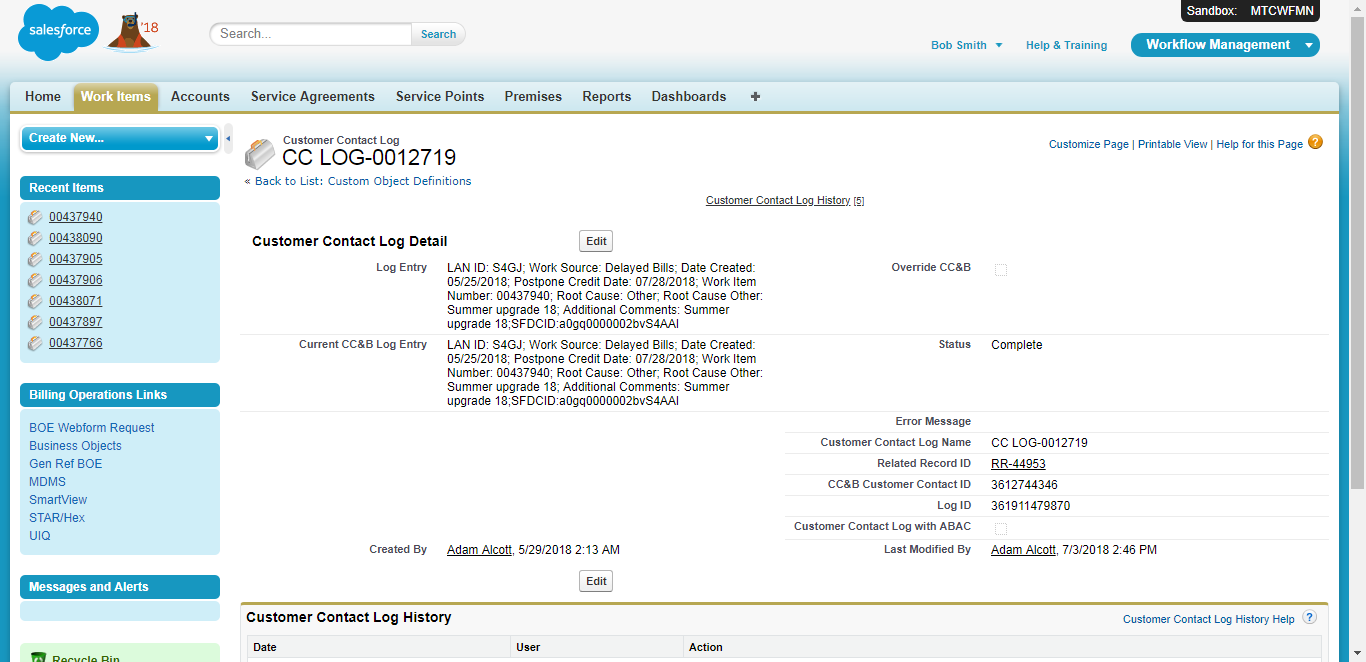 Sandbox: MTCWFMN
salesforce
'18
Search...
Search
Bob Smith
Help & Training
Workflow Management
Home
Work Items
Accounts
Service Agreements
Service Points
Premises
Reports
Dashboards
+
Create New...
Recent Items
00437940
00438090
00437905
00437906
00438071
00437897
00437766
Billing Operations Links
BOE Webform Request
Business Objects
Gen Ref BOE
MDMS
SmartView
STAR/Hex
UIQ
Messages and Alerts
Recycle Bin
Customer Contact Log
CC LOG-0012719
« Back to List: Custom Object Definitions
Customize Page | Printable View | Help for this Page ?
Customer Contact Log History [5]
Customer Contact Log Detail
Edit
Log Entry
LAN ID: S4GJ; Work Source: Delayed Bills; Date Created:
05/25/2018; Postpone Credit Date: 07/28/2018; Work Item
Number: 00437940; Root Cause: Other; Root Cause Other:
Summer upgrade 18; Additional Comments: Summer
upgrade 18;SFDCID:a0gq0000002bvS4AAI
Override CC&B
Current CC&B Log Entry
LAN ID: S4GJ; Work Source: Delayed Bills; Date Created:
05/25/2018; Postpone Credit Date: 07/28/2018; Work Item
Number: 00437940; Root Cause: Other; Root Cause Other:
Summer upgrade 18; Additional Comments: Summer
upgrade 18;SFDCID:a0gq0000002bvS4AAI
Status Complete
Error Message
Customer Contact Log Name CC LOG-0012719
Related Record ID RR-44953
CC&B Customer Contact ID 3612744346
Log ID 361911479870
Customer Contact Log with ABAC
Created By Adam Alcott, 5/29/2018 2:13 AM
Last Modified By Adam Alcott, 7/3/2018 2:46 PM
Edit
Customer Contact Log History
Customer Contact Log History Help ?
Date
User
Action